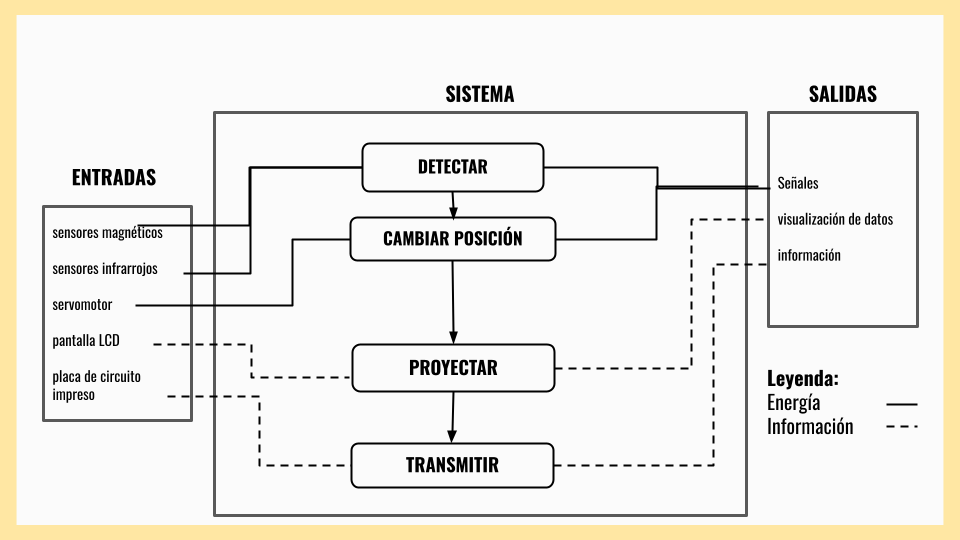 ENTRADAS
sensores magnéticos
sensores infrarrojos
servomotor
pantalla LCD
placa de circuito
impreso
SISTEMA
DETECTAR
CAMBIAR POSICIÓN
PROYECTAR
TRANSMITIR
SALIDAS
Señales
visualización de datos
información
Leyenda:
Energía
Información